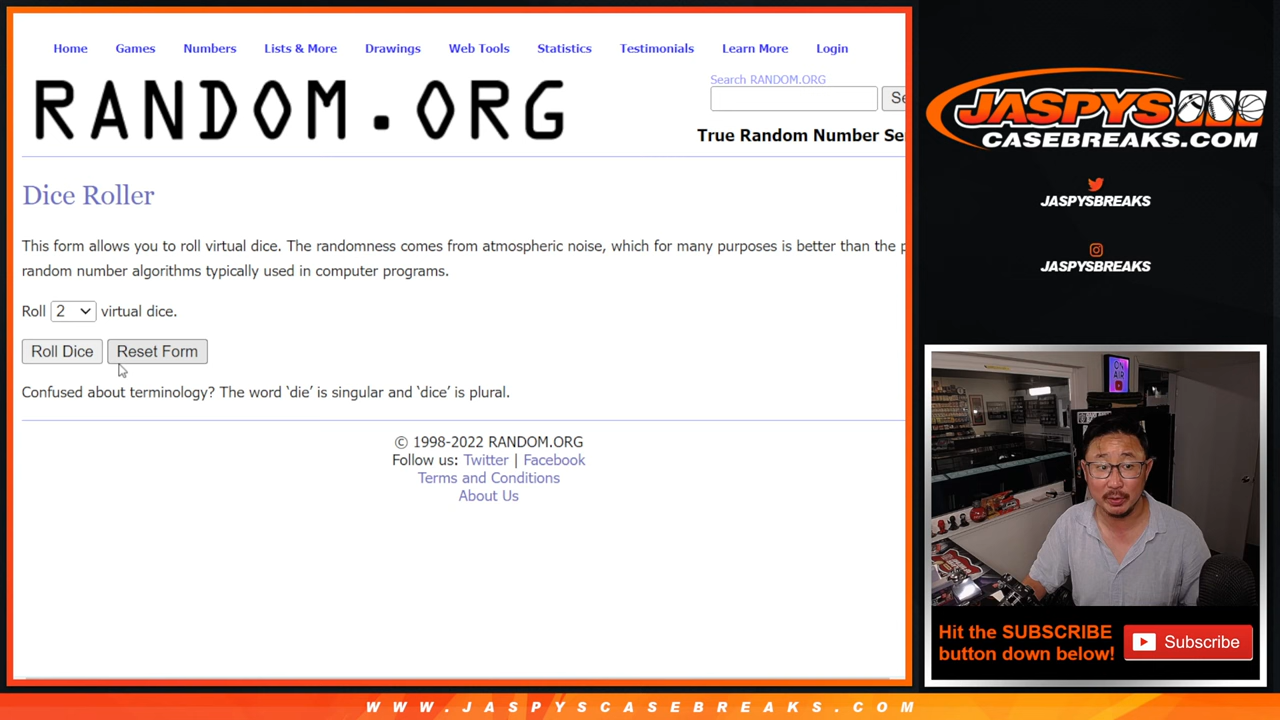 Home Games Numbers Lists & More Drawings Web Tools Statistics Testimonials Learn More Login
RANDOM.ORG
Search RANDOM.ORG
Se
True Random Number Se
Dice Roller
This form allows you to roll virtual dice. The randomness comes from atmospheric noise, which for many purposes is better than the p
random number algorithms typically used in computer programs.
Roll 2 virtual dice.
Roll Dice Reset Form
Confused about terminology? The word ‘die’ is singular and ‘dice’ is plural.
© 1998-2022 RANDOM.ORG
Follow us: Twitter | Facebook
Terms and Conditions
About Us
JASPYS
CASEBREAKS.COM
JASPYSBREAKS
JASPYSBREAKS
ON
AIR
Hit the SUBSCRIBE
button down below!
Subscribe
WWW.JASPYSCASEBREAKS.COM